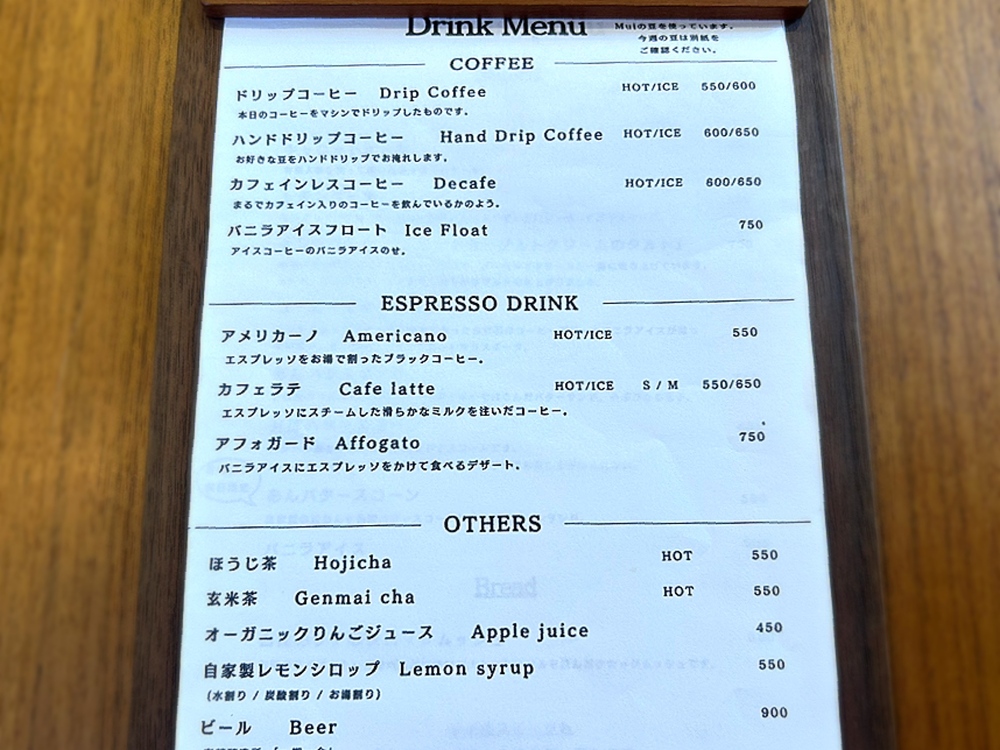 Drink Menu
Muiの豆を使っています。
今週の豆は別紙を
ご確認ください。
COFFEE
ドリップコーヒー Drip Coffee HOT/ICE 550/600
本日のコーヒーをマシンでドリップしたものです。
ハンドドリップコーヒー Hand Drip Coffee HOT/ICE 600/650
お好きな豆をハンドドリップでお淹れします。
カフェインレスコーヒー Decafe HOT/ICE 600/650
まるでカフェイン入りのコーヒーを飲んでいるかのよう。
バニラアイスフロート Ice Float 750
アイスコーヒーのバニラアイスのせ。
ESPRESSO DRINK
アメリカーノ Americano HOT/ICE 550
エスプレッソをお湯で割ったブラックコーヒー。
カフェラテ Cafe latte HOT/ICE S / M 550/650
エスプレッソにスチームした滑らかなミルクを注いだコーヒー。
アフォガード Affogato 750
バニラアイスにエスプレッソをかけて食べるデザート。
OTHERS
ほうじ茶 Hojicha HOT 550
玄米茶 Genmai cha HOT 550
オーガニックりんごジュース Apple juice 450
自家製レモンシロップ Lemon syrup 550
(水割り / 炭酸割り / お湯割り)
ビール Beer 900